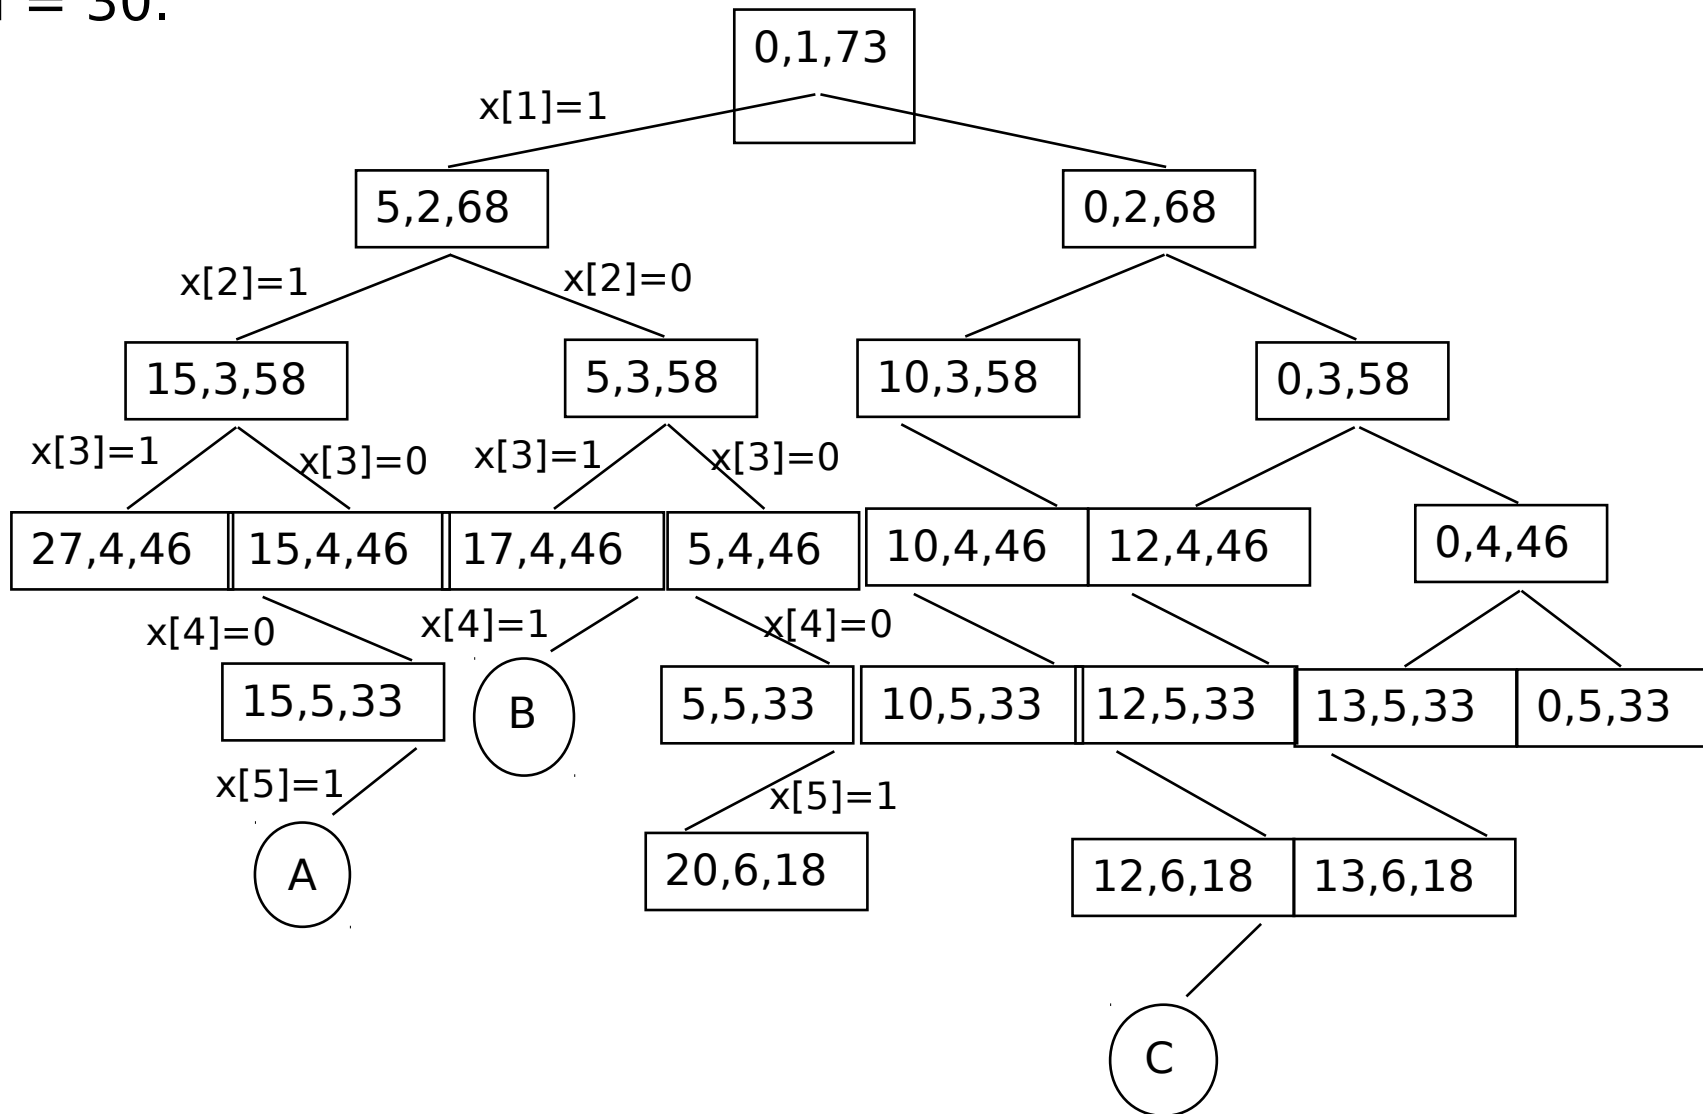 = 30.
0,1,73
x[1]=1
5,2,68
0,2,68
x[2]=1
x[2]=0
15,3,58
5,3,58
10,3,58
0,3,58
x[3]=1
x[3]=0
x[3]=1
x[3]=0
27,4,46
15,4,46
17,4,46
5,4,46
10,4,46
12,4,46
0,4,46
x[4]=0
x[4]=1
x[4]=0
15,5,33
B
5,5,33
10,5,33
12,5,33
13,5,33
0,5,33
x[5]=1
x[5]=1
A
20,6,18
12,6,18
13,6,18
C